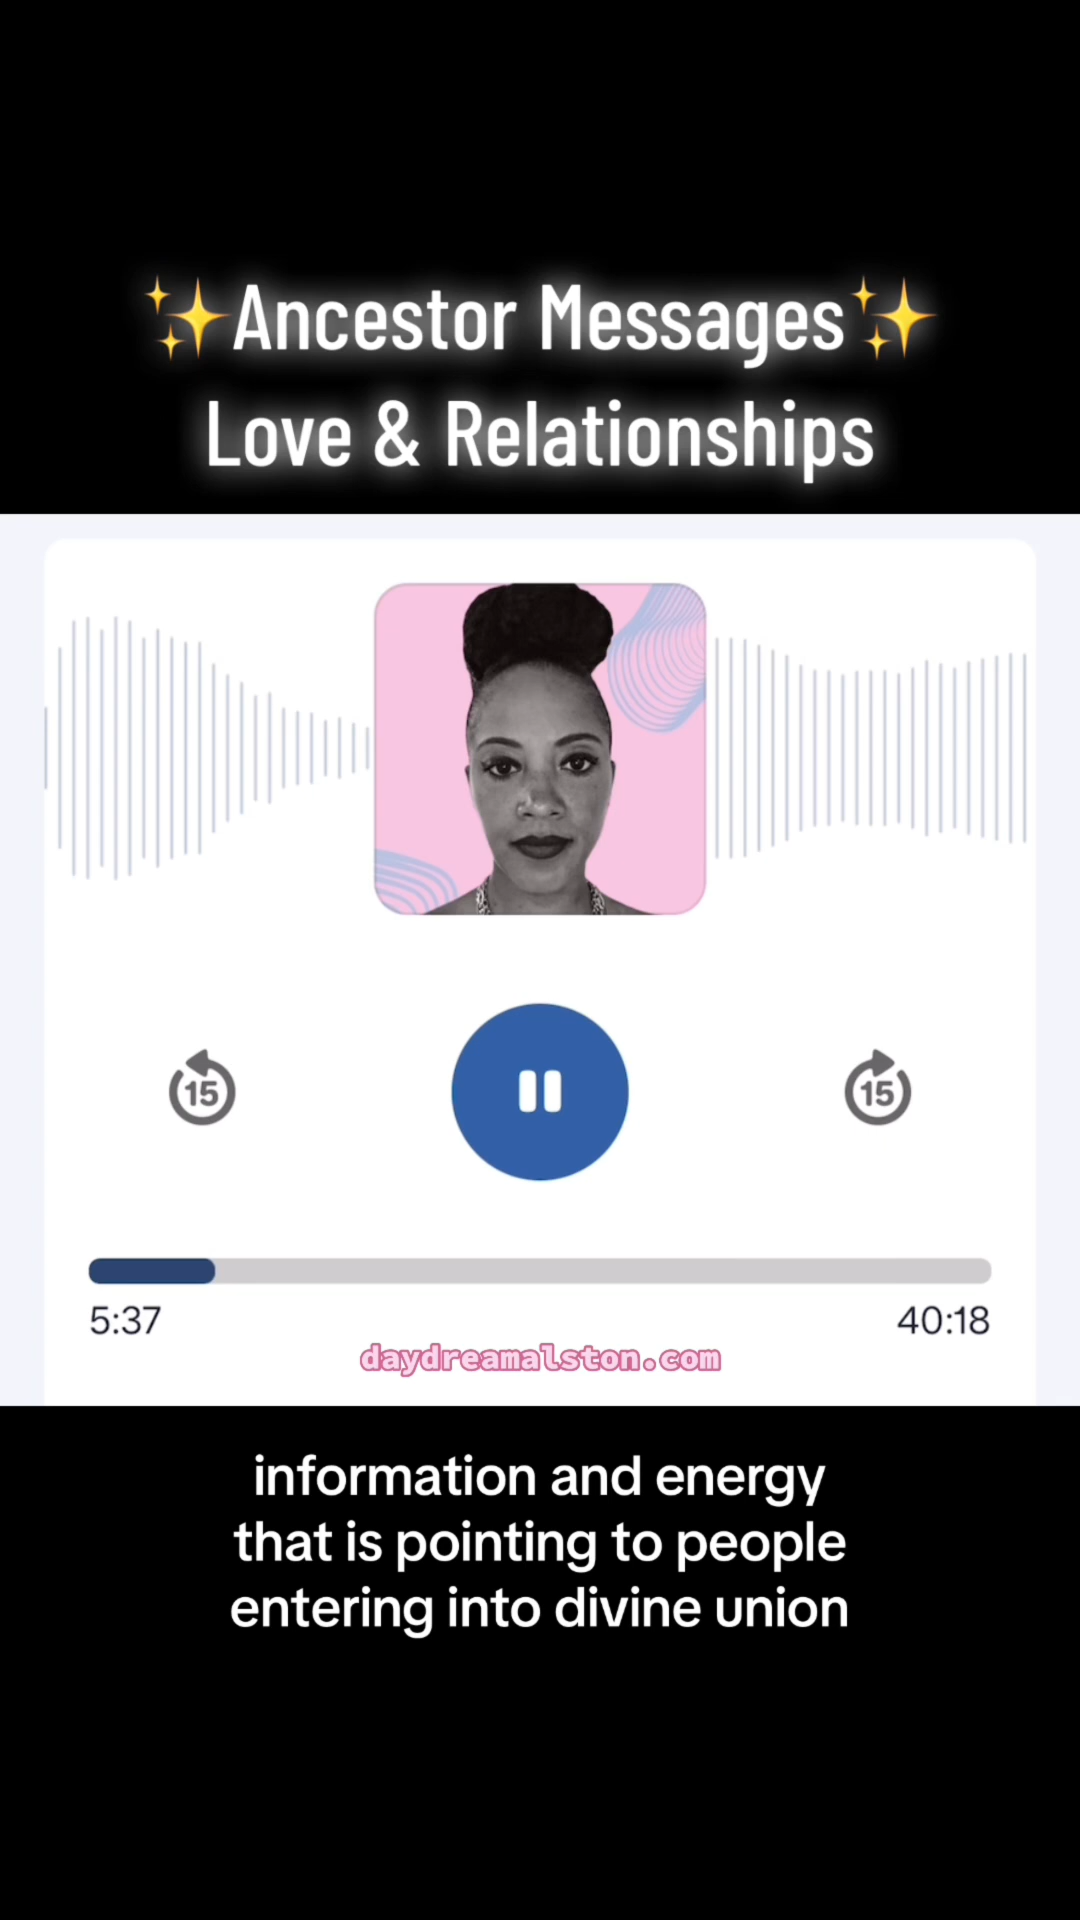 ✨Ancestor Messages✨
Love & Relationships
15
15
5:37
40:18
daydreamalston.com
information and energy
that is pointing to people
entering into divine union